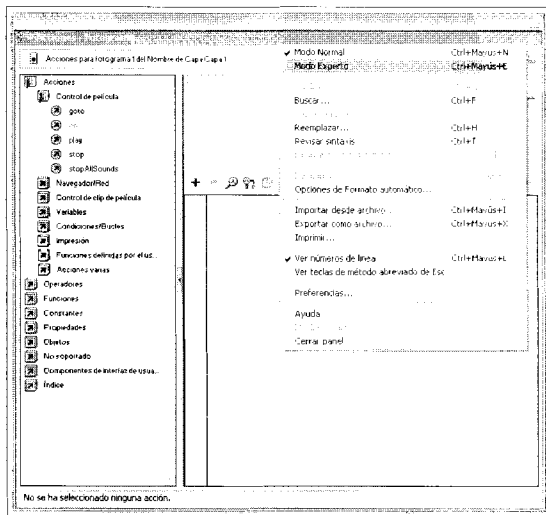 Acciones para Fotograma 1 del Nombre de Capa Capa 1
Acciones
Control de película
goto
on
play
stop
stopAllSounds
Navegador/Red
Control de clip de película
Variables
Condiciones/Bucles
Impresión
Funciones definidas por el us...
Acciones varias
Operadores
Funciones
Constantes
Propiedades
Objetos
No soportado
Componentes de interfaz de usua...
Índice
No se ha seleccionado ninguna acción.
Modo Normal Ctrl+Mayús+N
Modo Experto Ctrl+Mayús+E
Buscar... Ctrl+F
Reemplazar... Ctrl+H
Revisar sintaxis Ctrl+T
Opciones de Formato automático...
Importar desde archivo... Ctrl+Mayús+I
Exportar como archivo... Ctrl+Mayús+X
Imprimir...
Ver números de línea Ctrl+Mayús+L
Ver teclas de método abreviado de Esc
Preferencias...
Ayuda
Cerrar panel